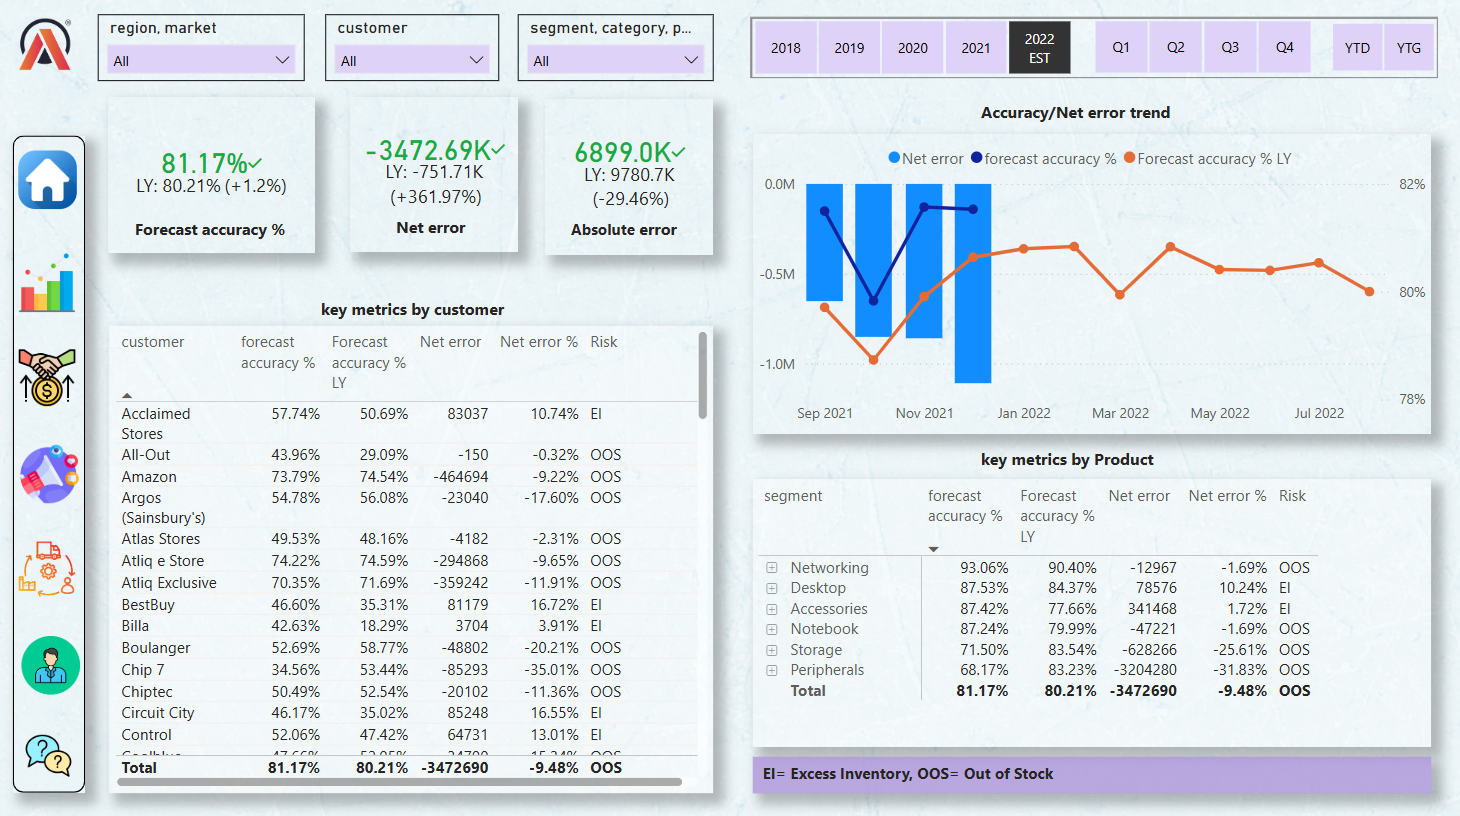 region, market
All
customer
All
segment, category, p...
All
2018
2019
2020
2021
2022
EST
Q1
Q2
Q3
Q4
YTD
YTG
81.17%
LY: 80.21% (+1.2%)
Forecast accuracy %
-3472.69K
LY: -751.71K
(+361.97%)
Net error
6899.0K
LY: 9780.7K
(-29.46%)
Absolute error
Accuracy/Net error trend
Net error forecast accuracy % Forecast accuracy % LY
0.0M
-0.5M
-1.0M
82%
80%
78%
Sep 2021 Nov 2021 Jan 2022 Mar 2022 May 2022 Jul 2022
key metrics by customer
customer forecast accuracy % Forecast accuracy % LY Net error Net error % Risk
Acclaimed Stores 57.74% 50.69% 83037 10.74% EI
All-Out 43.96% 29.09% -150 -0.32% OOS
Amazon 73.79% 74.54% -464694 -9.22% OOS
Argos (Sainsbury's) 54.78% 56.08% -23040 -17.60% OOS
Atlas Stores 49.53% 48.16% -4182 -2.31% OOS
Atliq e Store 74.22% 74.59% -294868 -9.65% OOS
Atliq Exclusive 70.35% 71.69% -359242 -11.91% OOS
BestBuy 46.60% 35.31% 81179 16.72% EI
Billa 42.63% 18.29% 3704 3.91% EI
Boulanger 52.69% 58.77% -48802 -20.21% OOS
Chip 7 34.56% 53.44% -85293 -35.01% OOS
Chiptec 50.49% 52.54% -20102 -11.36% OOS
Circuit City 46.17% 35.02% 85248 16.55% EI
Control 52.06% 47.42% 64731 13.01% EI
Total 81.17% 80.21% -3472690 -9.48% OOS
key metrics by Product
segment forecast accuracy % Forecast accuracy % LY Net error Net error % Risk
Networking 93.06% 90.40% -12967 -1.69% OOS
Desktop 87.53% 84.37% 78576 10.24% EI
Accessories 87.42% 77.66% 341468 1.72% EI
Notebook 87.24% 79.99% -47221 -1.69% OOS
Storage 71.50% 83.54% -628266 -25.61% OOS
Peripherals 68.17% 83.23% -3204280 -31.83% OOS
Total 81.17% 80.21% -3472690 -9.48% OOS
EI= Excess Inventory, OOS= Out of Stock